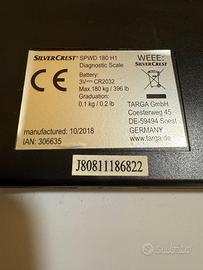 SILVERCREST®
SPWD 180 H1
Diagnostic Scale
WEEE:
Battery:
3V CR2032
Max.180 kg / 396 lb
Graduation:
0.1 kg / 0.2 lb
TARGA GmbH
Coesterweg 45
DE-59494 Soest
GERMANY
www.targa.de
manufactured: 10/2018
IAN: 306635
J80811186822
subito